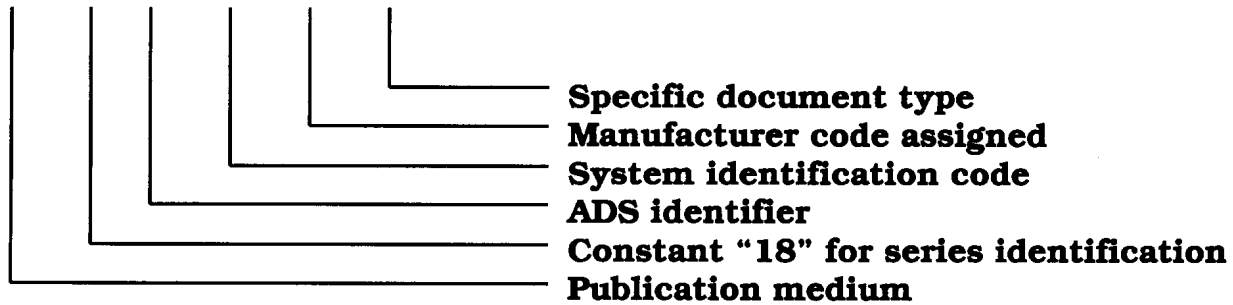 Specific document type
Manufacturer code assigned
System identification code
ADS identifier
Constant “18” for series identification
Publication medium